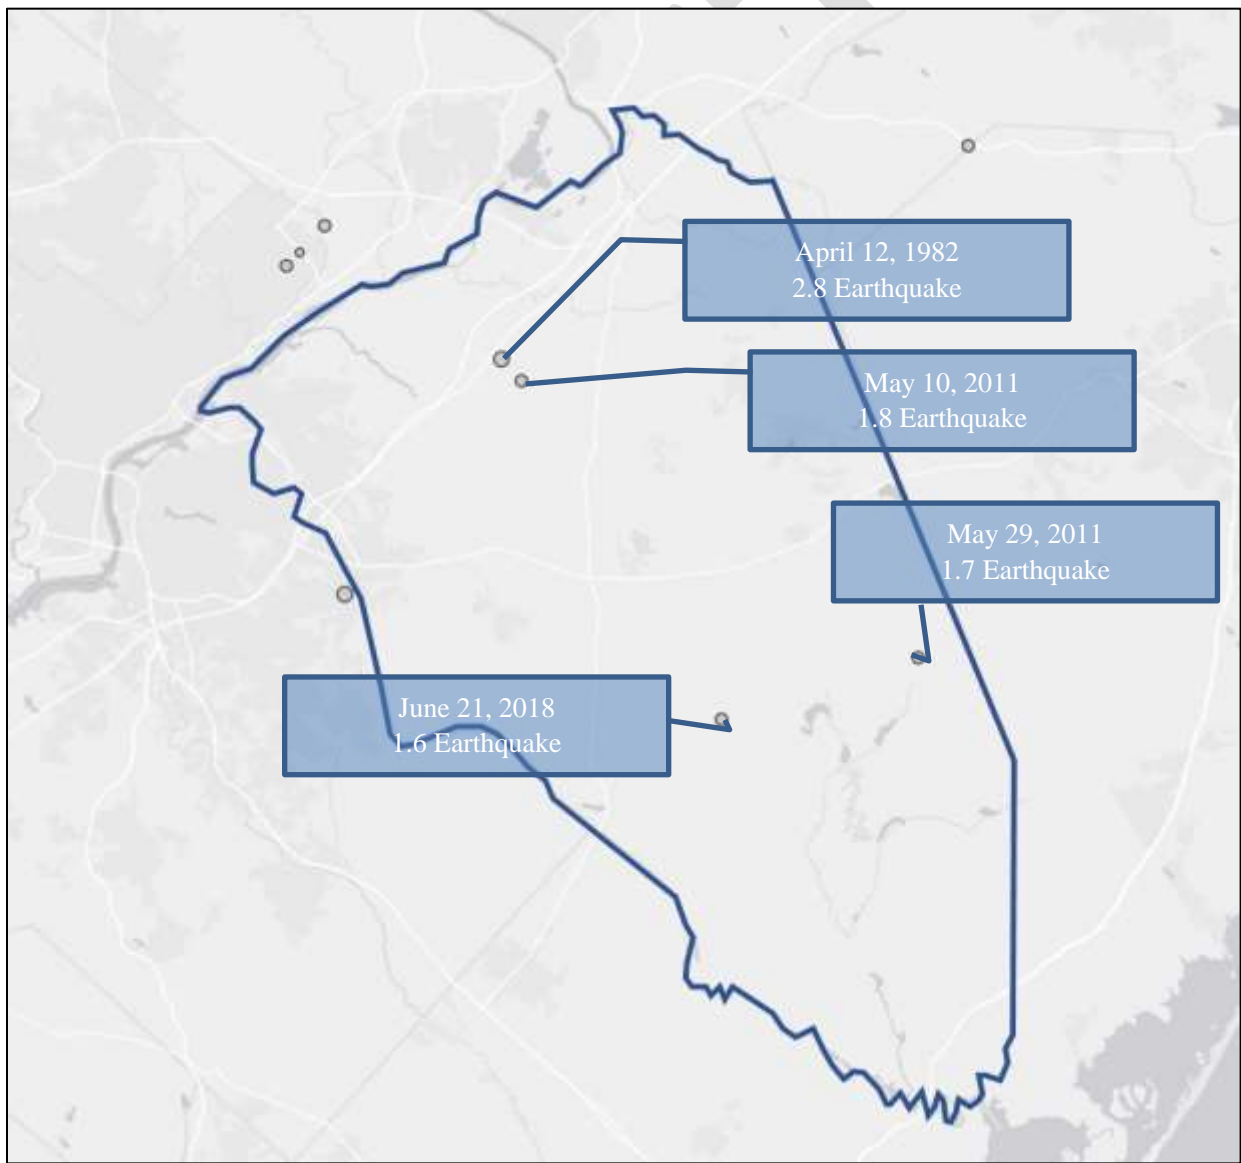 April 12, 1982
2.8 Earthquake
May 10, 2011
1.8 Earthquake
May 29, 2011
1.7 Earthquake
June 21, 2018
1.6 Earthquake